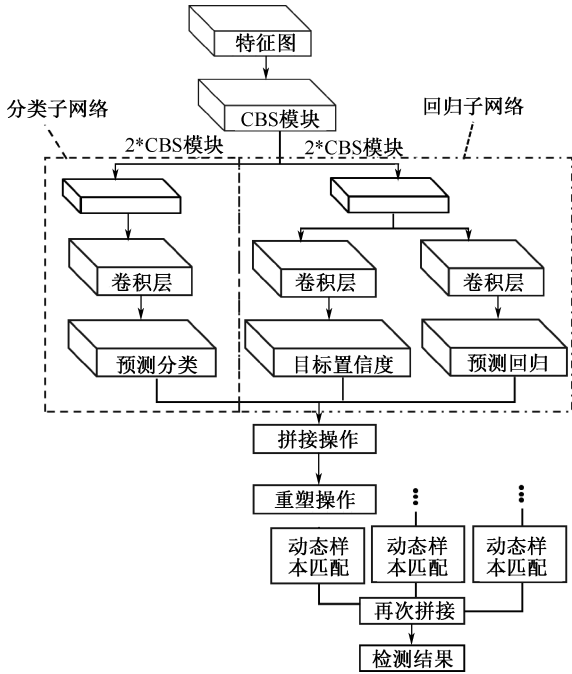 特征图
CBS模块
分类子网络
回归子网络
2*CBS模块
2*CBS模块
卷积层
卷积层
卷积层
预测分类
目标置信度
预测回归
拼接操作
重塑操作
动态样
本匹配
动态样
本匹配
动态样
本匹配
再次拼接
检测结果